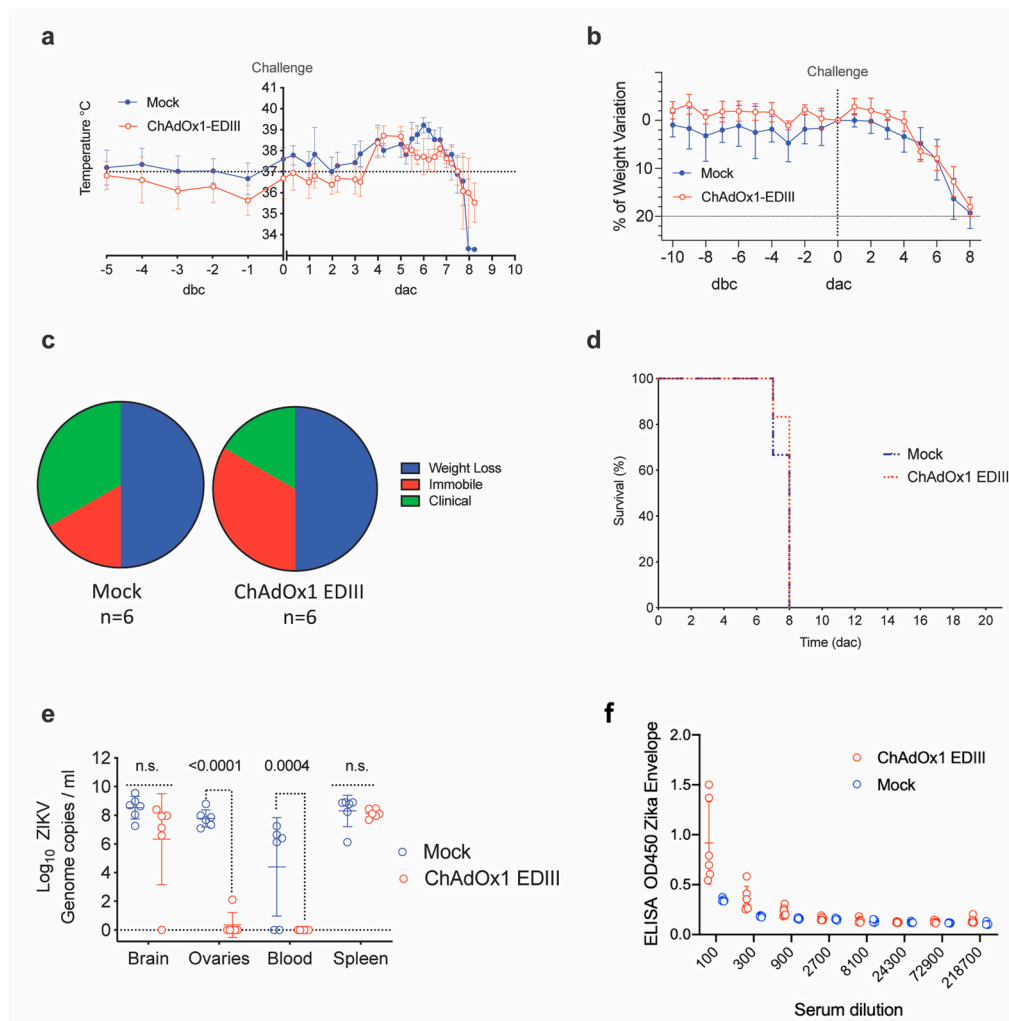 a
Challenge
Mock
ChAdOx1-EDIII
Temperature °C
41
40
39
38
37
36
35
34
-5 -4 -3 -2 -1 0 1 2 3 4 5 6 7 8 9 10
dbc dac
b
Challenge
% of Weight Variation
0
10
20
Mock
ChAdOx1-EDIII
-10 -8 -6 -4 -2 0 2 4 6 8
dbc dac
c
Weight Loss
Immobile
Clinical
Mock
n=6
ChAdOx1 EDIII
n=6
d
Survival (%)
100
80
60
40
20
0
Mock
ChAdOx1 EDIII
0 2 4 6 8 10 12 14 16 18 20
Time (dac)
e
Log10 ZIKV
Genome copies / ml
12
10
8
6
4
2
0
n.s. <0.0001 0.0004 n.s.
Mock
ChAdOx1 EDIII
Brain Ovaries Blood Spleen
f
ELISA OD450 Zika Envelope
2.0
1.5
1.0
0.5
0.0
ChAdOx1 EDIII
Mock
100 300 900 2700 8100 24300 72900 218700
Serum dilution